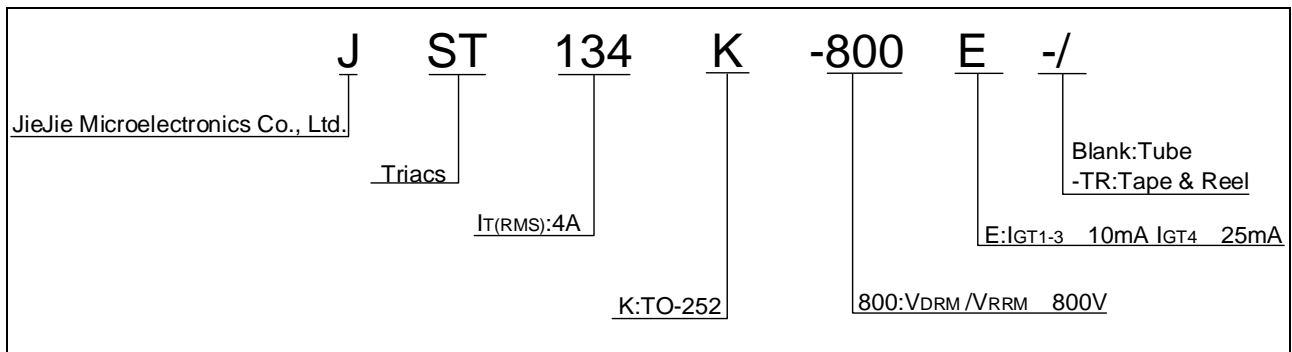 J ST 134 K -800 E -/
JieJie Microelectronics Co., Ltd.
Triacs
IT(RMS):4A
K:TO-252
800:VDRM/VRRM 800V
E:IGT1-3 10mA IGT4 25mA
Blank:Tube
-TR:Tape & Reel